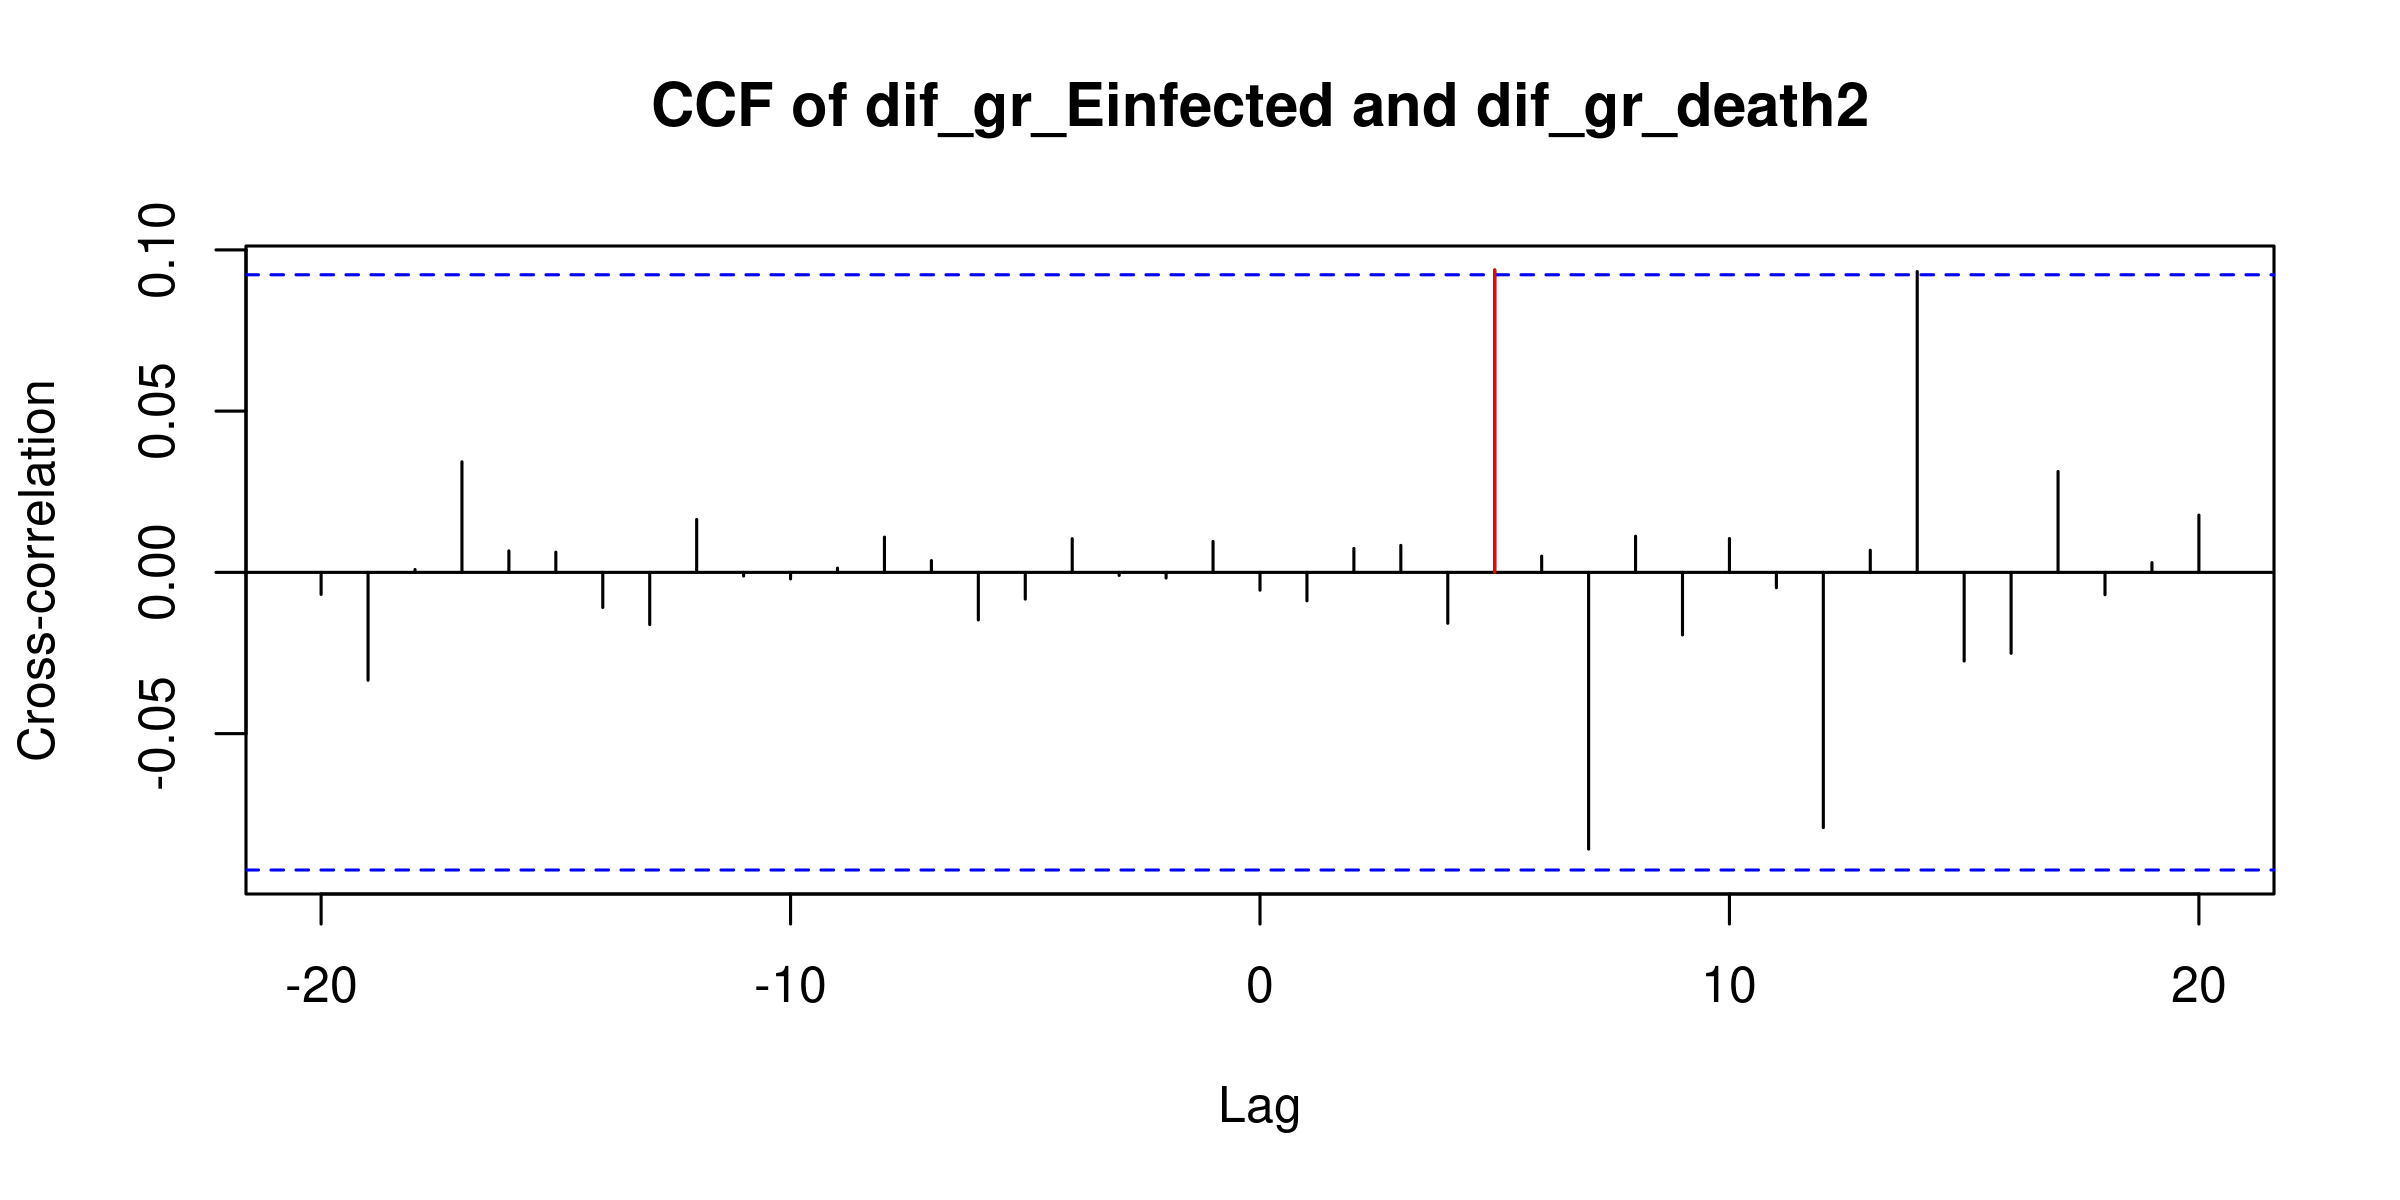 CCF of dif_gr_Einfected and dif_gr_death2
Cross-correlation
0.10
0.05
0.00
-0.05
-20 -10 0 10 20
Lag